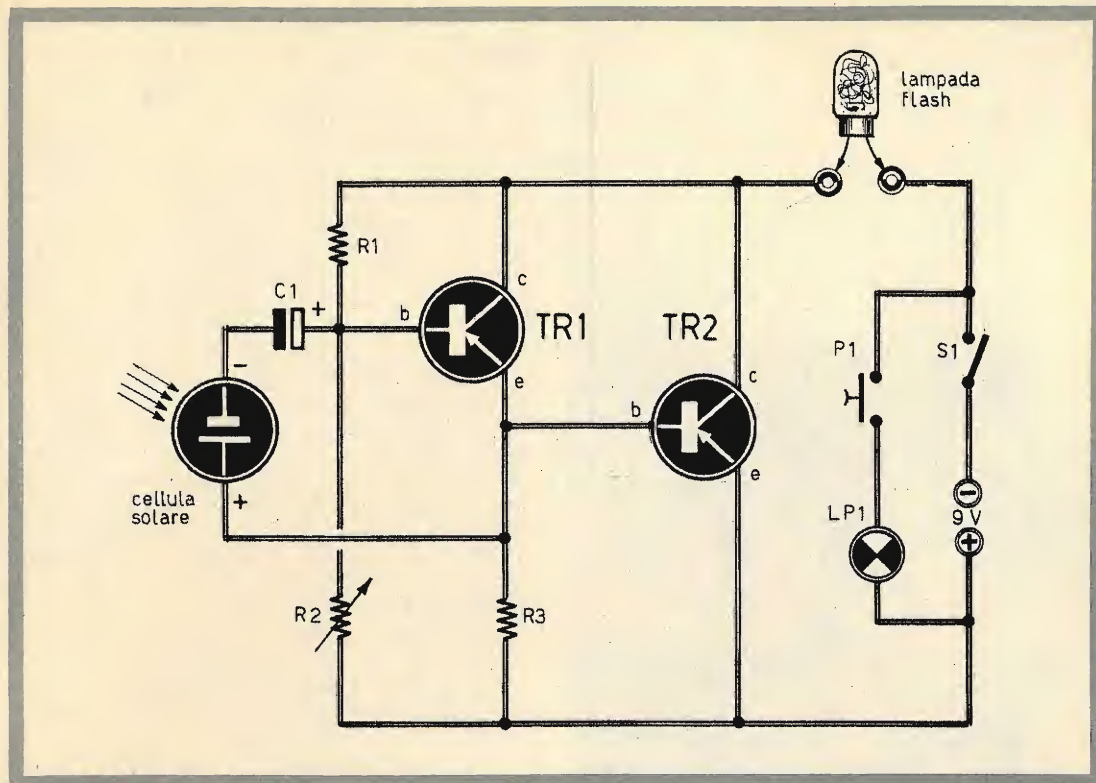 lampada
flash
R1
C1
+
b
c
TR1
e
TR2
b
c
e
P1
S1
-
+
cellula
solare
LP1
-
9 V
+
R2
R3